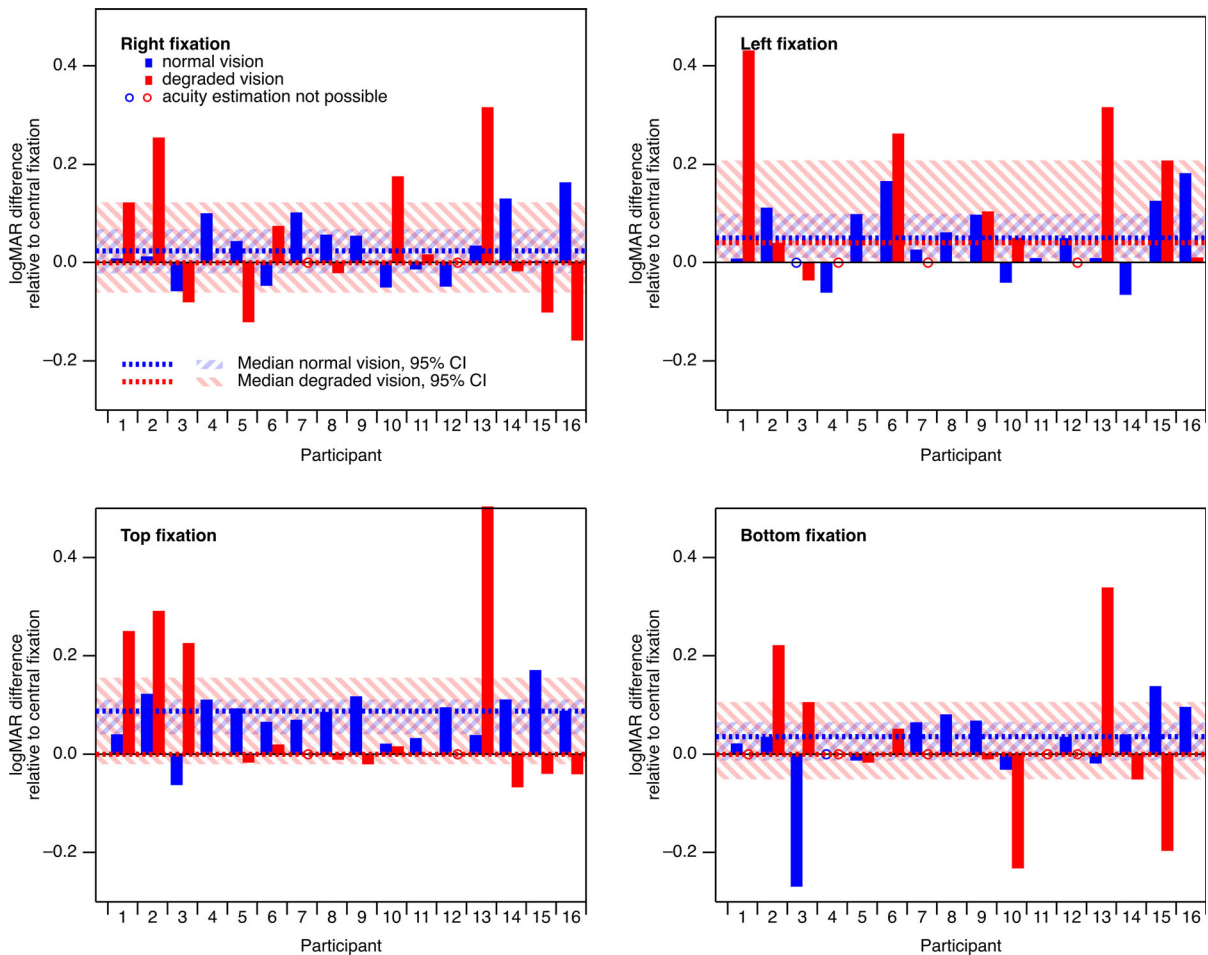 Right fixation
normal vision
degraded vision
acuity estimation not possible
0.4
0.2
0.0
−0.2
logMAR difference
relative to central fixation
Median normal vision, 95% CI
Median degraded vision, 95% CI
1 2 3 4 5 6 7 8 9 10 11 12 13 14 15 16
Participant
Left fixation
0.4
0.2
0.0
−0.2
logMAR difference
relative to central fixation
1 2 3 4 5 6 7 8 9 10 11 12 13 14 15 16
Participant
Top fixation
0.4
0.2
0.0
−0.2
logMAR difference
relative to central fixation
1 2 3 4 5 6 7 8 9 10 11 12 13 14 15 16
Participant
Bottom fixation
0.4
0.2
0.0
−0.2
logMAR difference
relative to central fixation
1 2 3 4 5 6 7 8 9 10 11 12 13 14 15 16
Participant